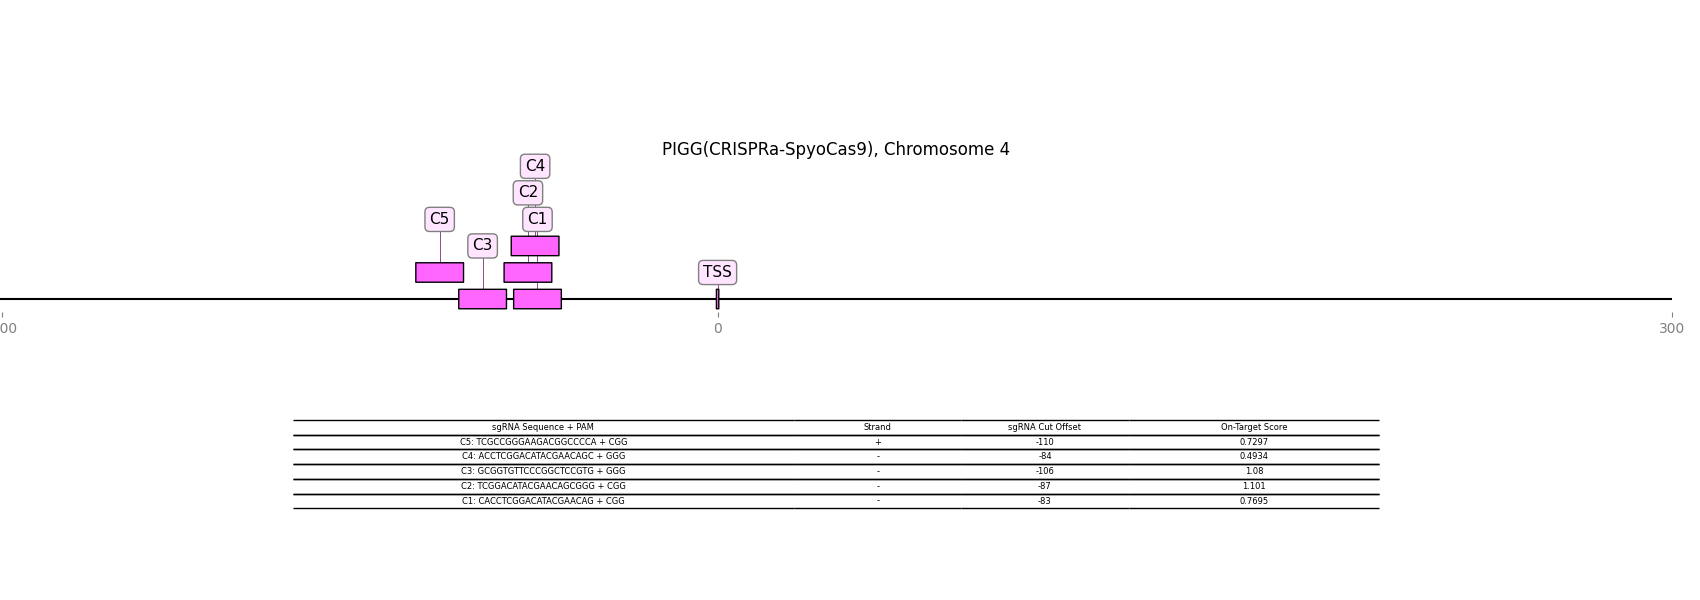 PIGG(CRISPRa-SpyoCas9), Chromosome 4
C4
C2
C5
C1
C3
TSS
00 0 300
sgRNA Sequence + PAM Strand sgRNA Cut Offset On-Target Score
C5: TCGCCGGGAAGACGGCCCCA + CGG + -110 0.7297
C4: ACCTCGGACATACGAACAGC + GGG - -84 0.4934
C3: GCGGTGTTCCCGGCTCCGTG + GGG - -106 1.08
C2: TCGGACATACGAACAGCGGG + CGG - -87 1.101
C1: CACCTCGGACATACGAACAG + CGG - -83 0.7695